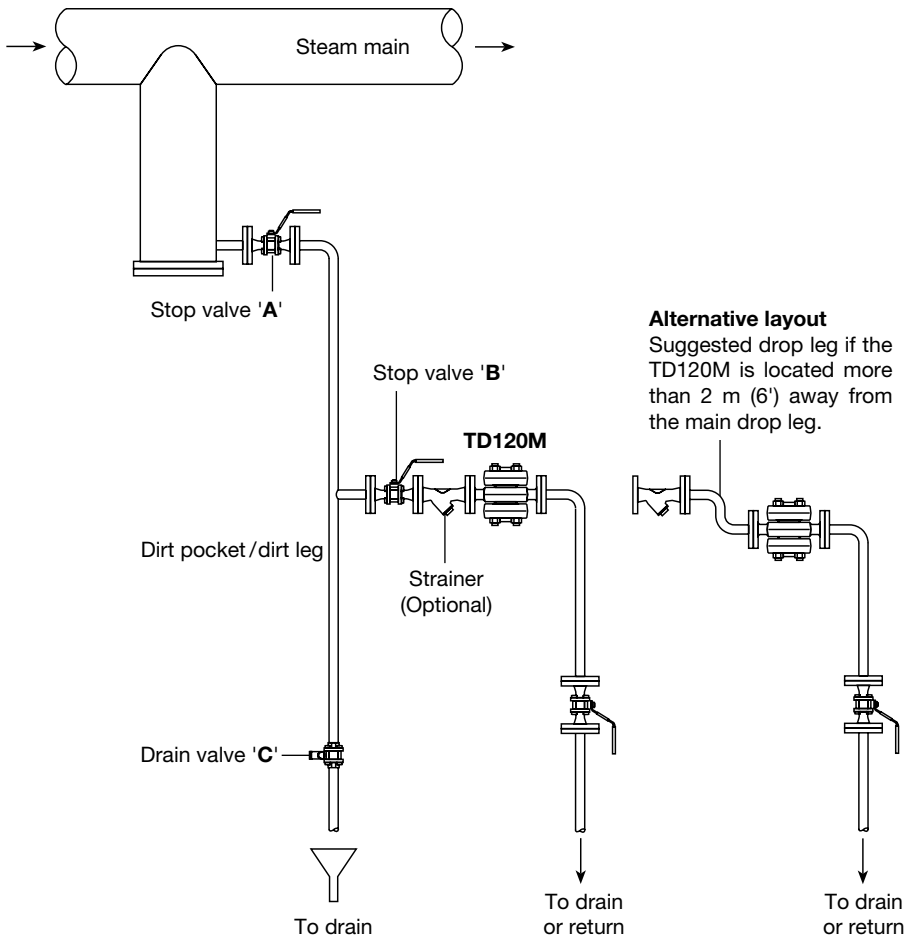 Steam main
Stop valve 'A'
Alternative layout
Suggested drop leg if the
TD120M is located more
than 2 m (6') away from
the main drop leg.
Stop valve 'B'
TD120M
Dirt pocket/dirt leg
Strainer
(Optional)
Drain valve 'C'
To drain
To drain
or return
To drain
or return